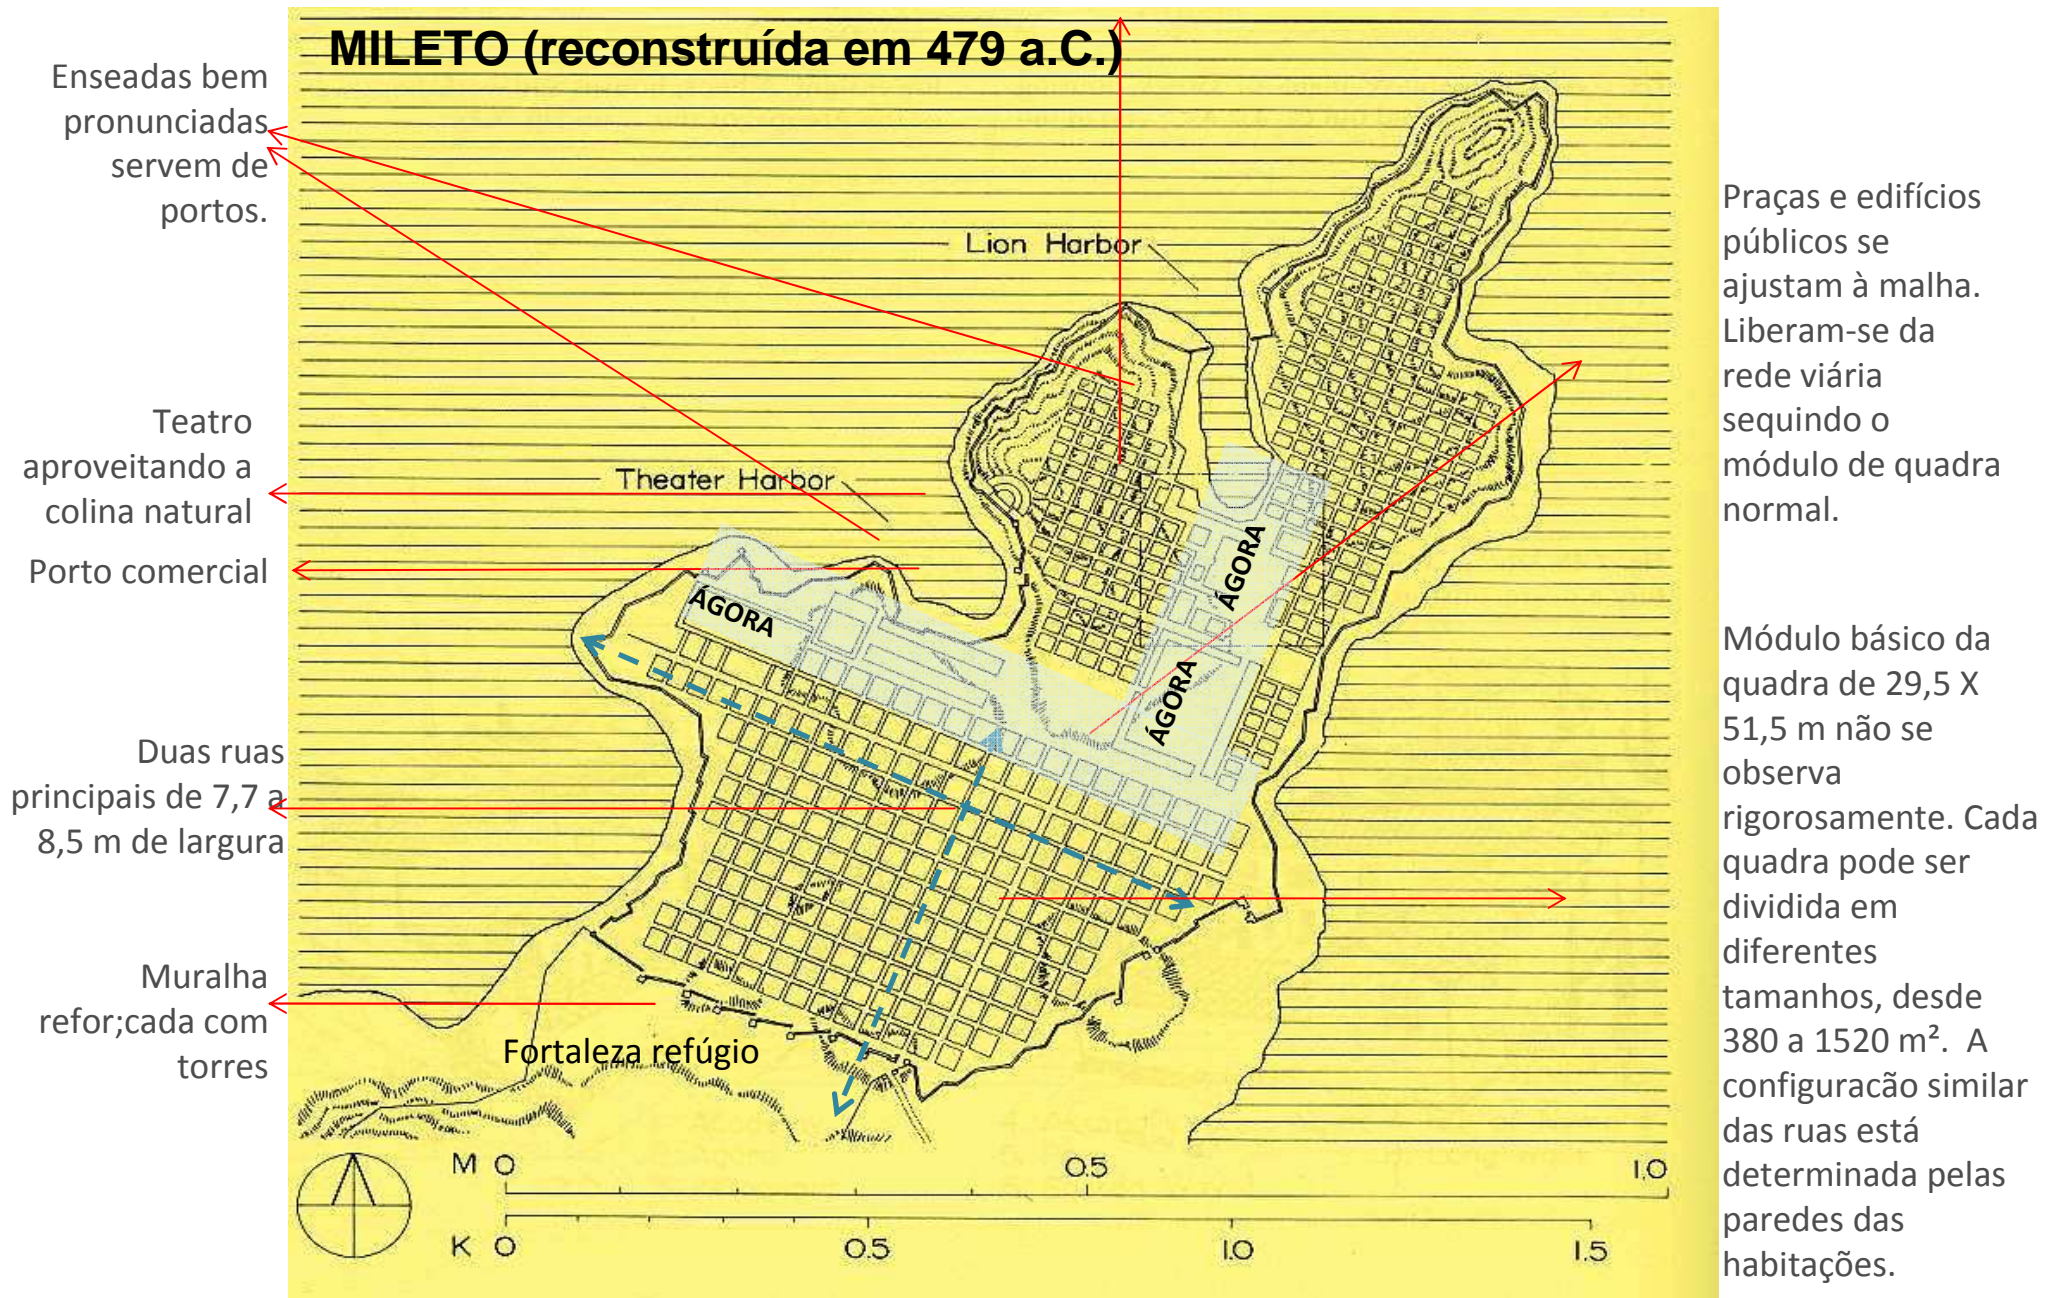 MILETO (reconstruída em 479 a.C.)
Enseadas bem
pronunciadas
servem de
portos.
Teatro
aproveitando a
colina natural
Porto comercial
Duas ruas
principais de 7,7 a
8,5 m de largura
Muralha
refor;cada com
torres
Lion Harbor
Theater Harbor
ÁGORA
ÁGORA
ÁGORA
Fortaleza refúgio
M 0 0.5 1.0
K 0 0.5 1.0 1.5
Praças e edifícios
públicos se
ajustam à malha.
Liberam-se da
rede viária
sequindo o
módulo de quadra
normal.
Módulo básico da
quadra de 29,5 X
51,5 m não se
observa
rigorosamente. Cada
quadra pode ser
dividida em
diferentes
tamanhos, desde
380 a 1520 m². A
configuracão similar
das ruas está
determinada pelas
paredes das
habitações.